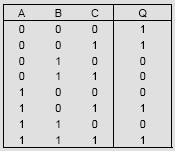 A B C Q
0 0 0 1
0 0 1 1
0 1 0 0
0 1 1 0
1 0 0 0
1 0 1 1
1 1 0 0
1 1 1 1